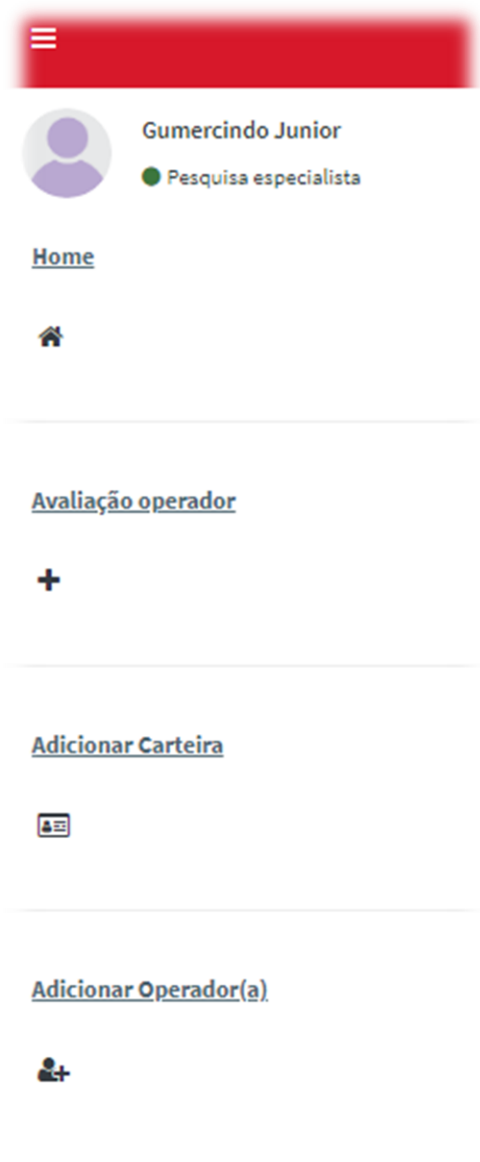 Gumercindo Junior
Pesquisa especialista
Home
Avaliação operador
Adicionar Carteira
Adicionar Operador(a)